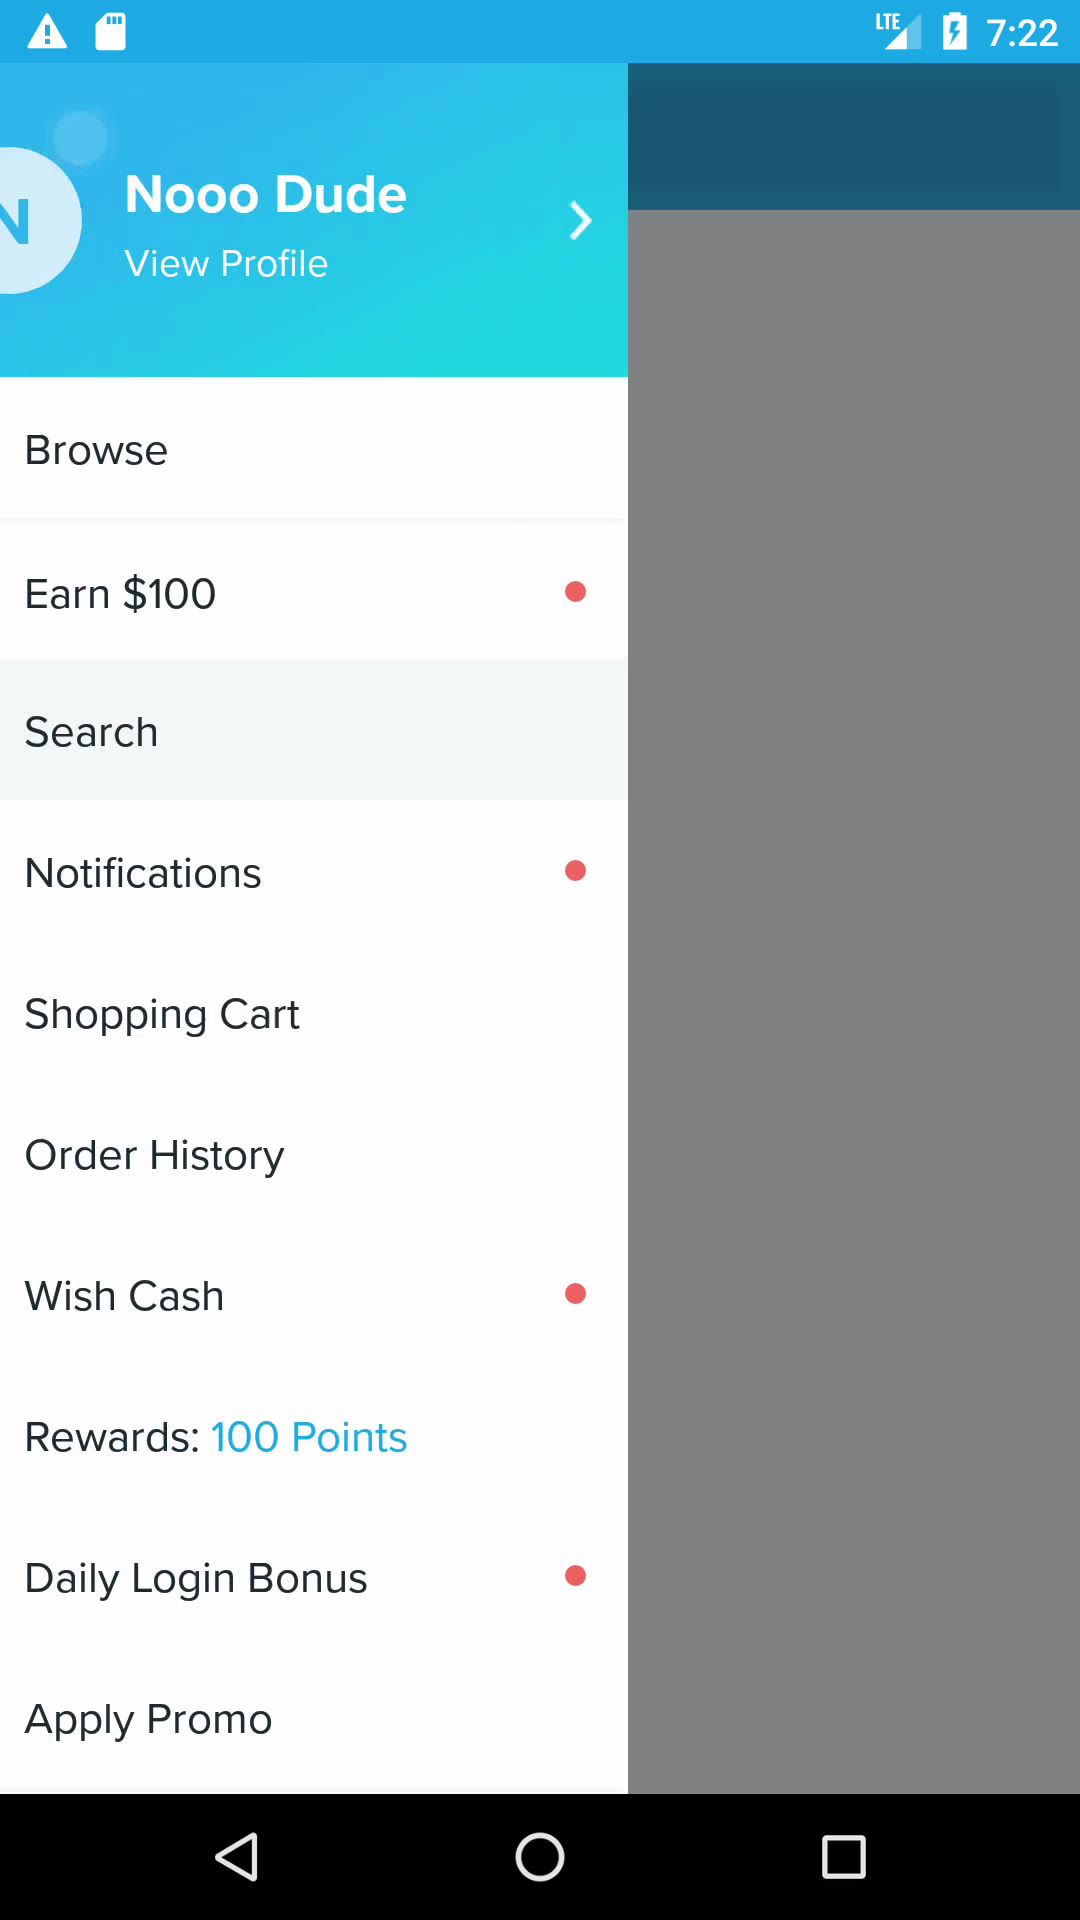 LTE 7:22
N
Nooo Dude
View Profile
Browse
Earn $100
Search
Notifications
Shopping Cart
Order History
Wish Cash
Rewards: 100 Points
Daily Login Bonus
Apply Promo